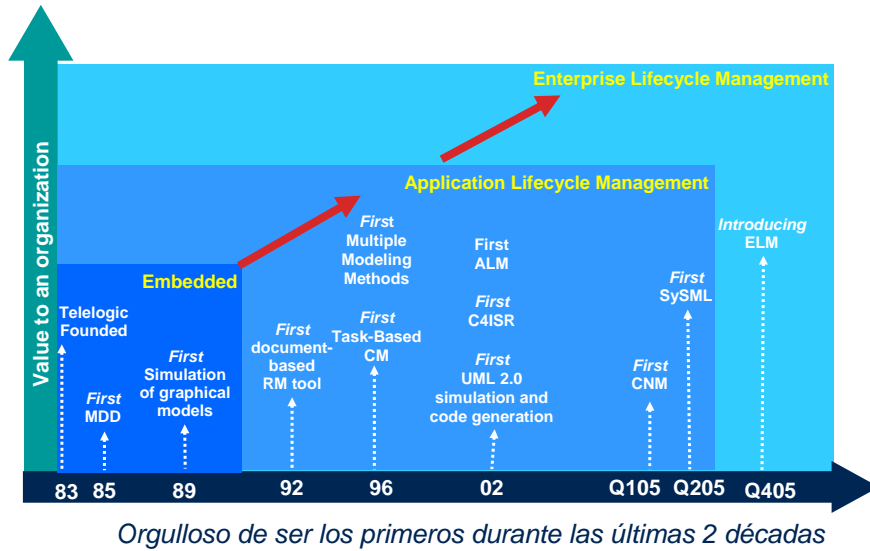 Value to an organization
Enterprise Lifecycle Management
Application Lifecycle Management
Embedded
Telelogic
Founded
First
MDD
First
Simulation
of graphical
models
First
document-
based
RM tool
First
Multiple
Modeling
Methods
First
Task-Based
CM
First
ALM
First
C4ISR
First
UML 2.0
simulation and
code generation
First
CNM
First
SySML
Introducing
ELM
83 85 89 92 96 02 Q105 Q205 Q405
Orgulloso de ser los primeros durante las últimas 2 décadas